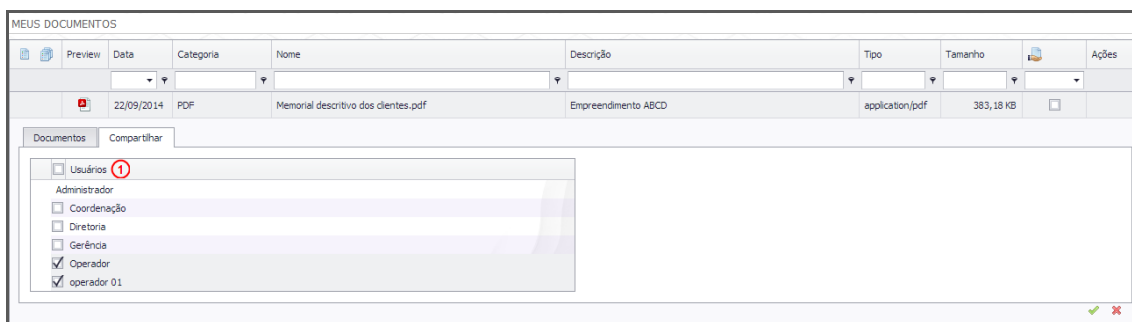 MEUS DOCUMENTOS
Preview Data Categoria Nome Descrição Tipo Tamanho Ações
22/09/2014 PDF Memorial descritivo dos clientes.pdf Empreendimento ABCD application/pdf 383,18 KB
Documentos Compartilhar
Usuários 1
Administrador
Coordenação
Diretoria
Gerência
Operador
operador 01